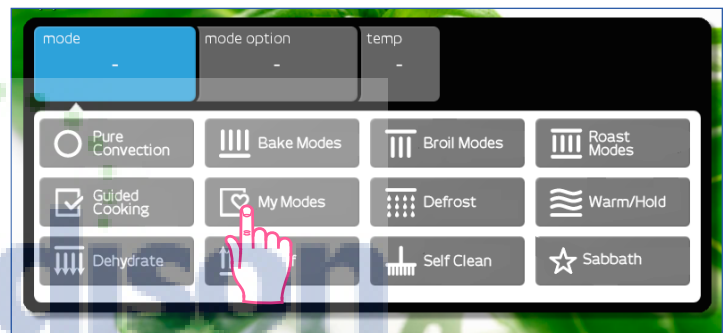 mode
mode option
temp
-
-
-
Pure
Convection
Bake Modes
Broil Modes
Roast
Modes
Guided
Cooking
My Modes
Defrost
Warm/Hold
Dehydrate
Self Clean
Sabbath